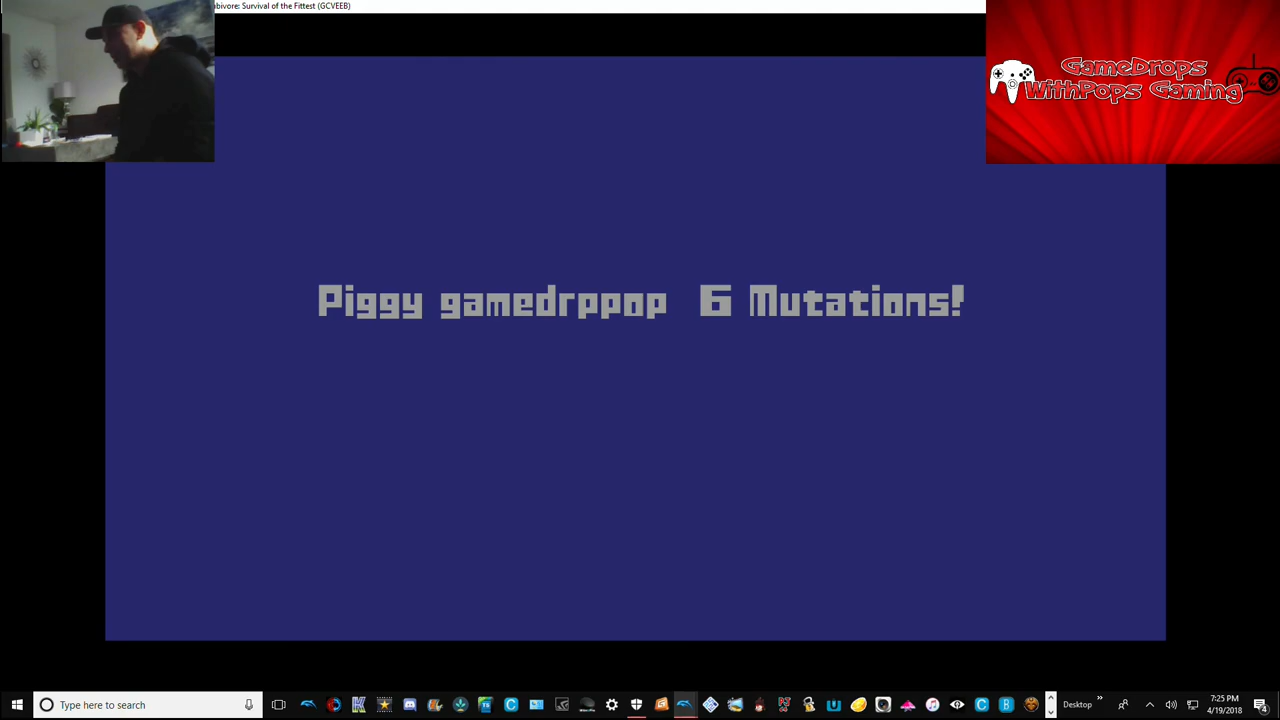 bivore: Survival of the Fittest (GCVEEB)
GameDrops
WithPops Gaming
Piggy gamedrppop 6 Mutations!
Type here to search
Desktop
7:25 PM
4/19/2018